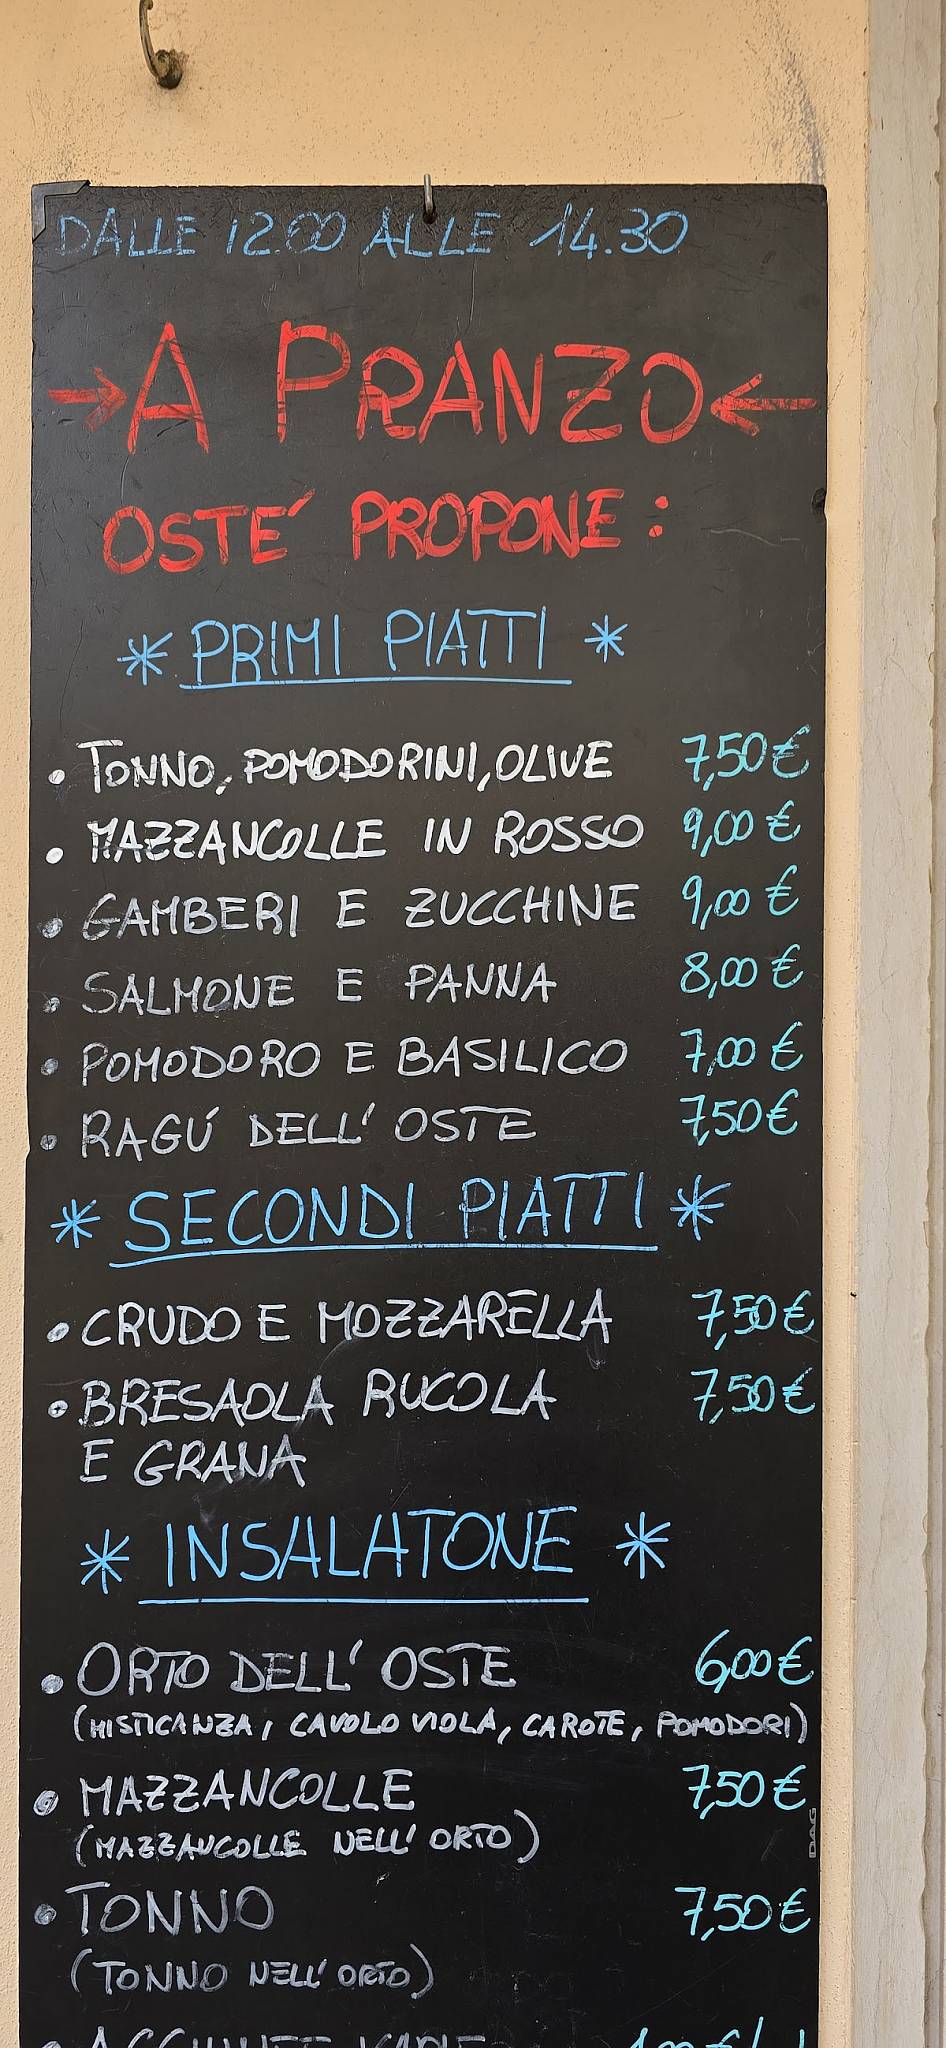 DALLE 12.00 ALLE 14.30
→A PRANZO←
OSTE' PROPONE:
* PRIMI PIATTI *
• TONNO, POMODORINI, OLIVE 7,50€
• MAZZANCOLLE IN ROSSO 9,00€
• GAMBERI E ZUCCHINE 9,00€
• SALMONE E PANNA 8,00€
• POMODORO E BASILICO 7,00€
• RAGÚ DELL' OSTE 7,50€
* SECONDI PIATTI *
• CRUDO E MOZZARELLA 7,50€
• BRESAOLA RUCOLA 7,50€
E GRANA
* INSALATONE *
• ORTO DELL' OSTE 6,00€
(MISTICANZA, CAVOLO VIOLA, CAROTE, POMODORI)
• MAZZANCOLLE 7,50€
(MAZZANCOLLE NELL' ORTO)
DAG
• TONNO 7,50€
(TONNO NELL' ORTO)